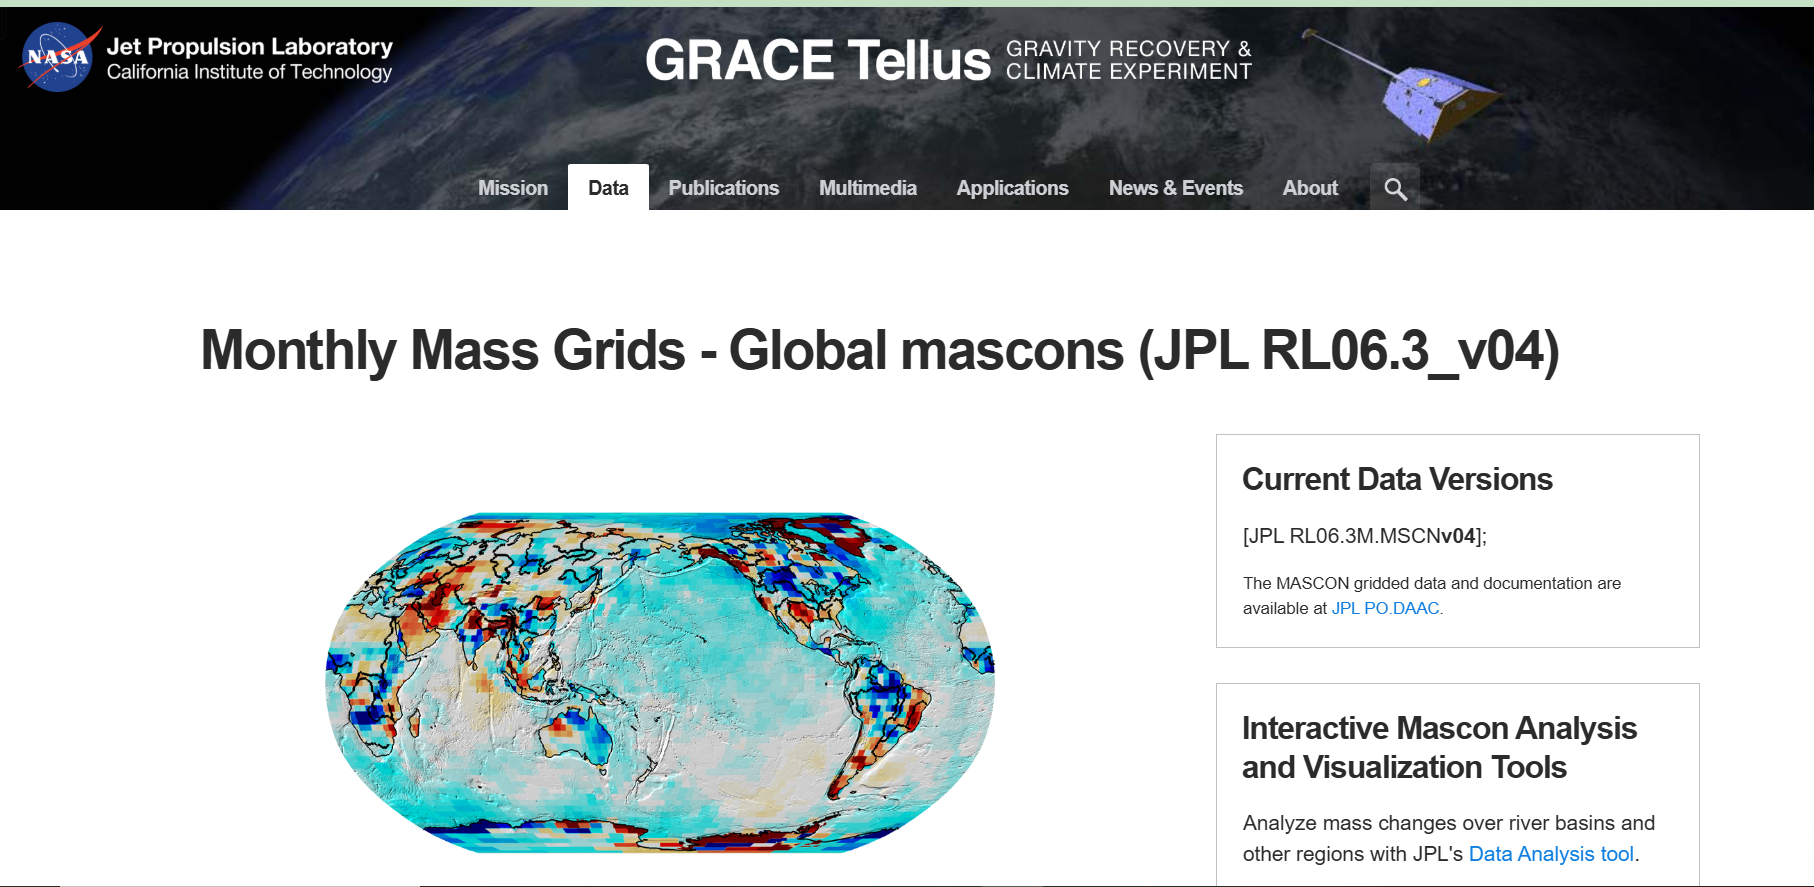 NASA
Jet Propulsion Laboratory
California Institute of Technology
GRACE Tellus
GRAVITY RECOVERY &
CLIMATE EXPERIMENT
Mission Data Publications Multimedia Applications News & Events About
Monthly Mass Grids - Global mascons (JPL RL06.3_v04)
Current Data Versions
[JPL RL06.3M.MSCNv04];
The MASCON gridded data and documentation are
available at JPL PO.DAAC.
Interactive Mascon Analysis
and Visualization Tools
Analyze mass changes over river basins and
other regions with JPL's Data Analysis tool.